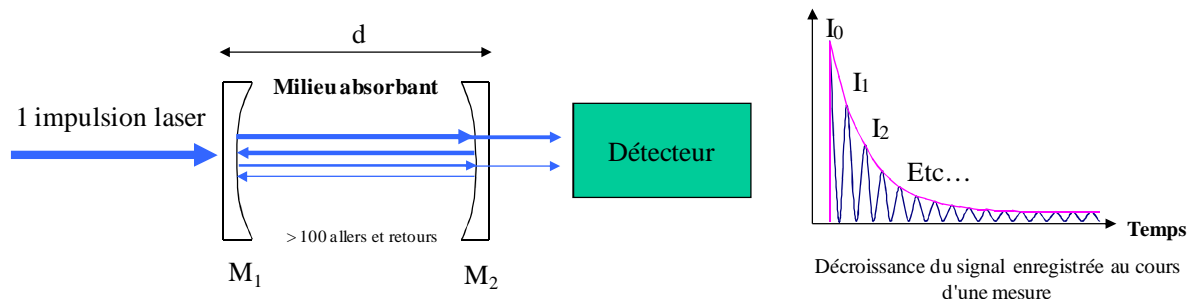 d
Milieu absorbant
1 impulsion laser
Détecteur
> 100 allers et retours
M1
M2
I0
I1
I2
Etc…
Temps
Décroissance du signal enregistrée au cours
d'une mesure